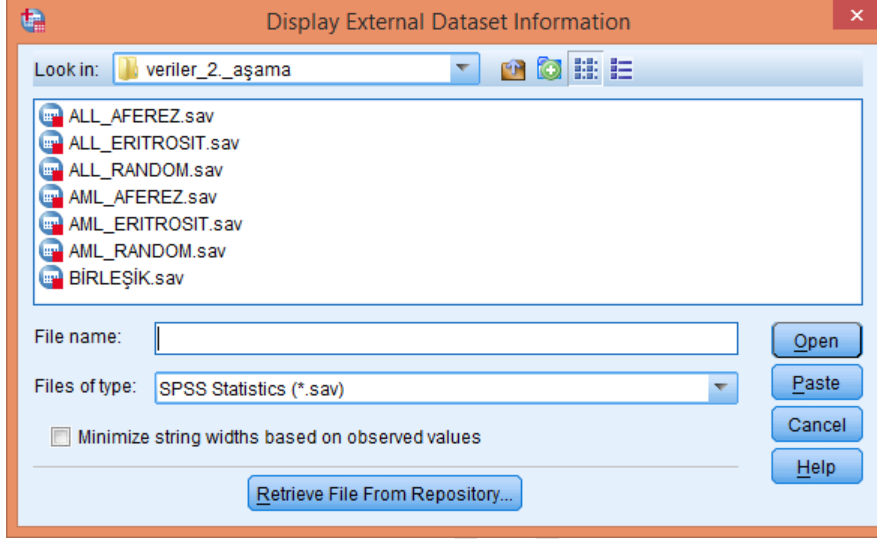 Display External Dataset Information
Look in: veriler_2._aşama
ALL_AFEREZ.sav
ALL_ERITROSIT.sav
ALL_RANDOM.sav
AML_AFEREZ.sav
AML_ERITROSIT.sav
AML_RANDOM.sav
BİRLEŞİK.sav
File name:
Open
Files of type: SPSS Statistics (*.sav)
Paste
Minimize string widths based on observed values
Cancel
Help
Retrieve File From Repository...